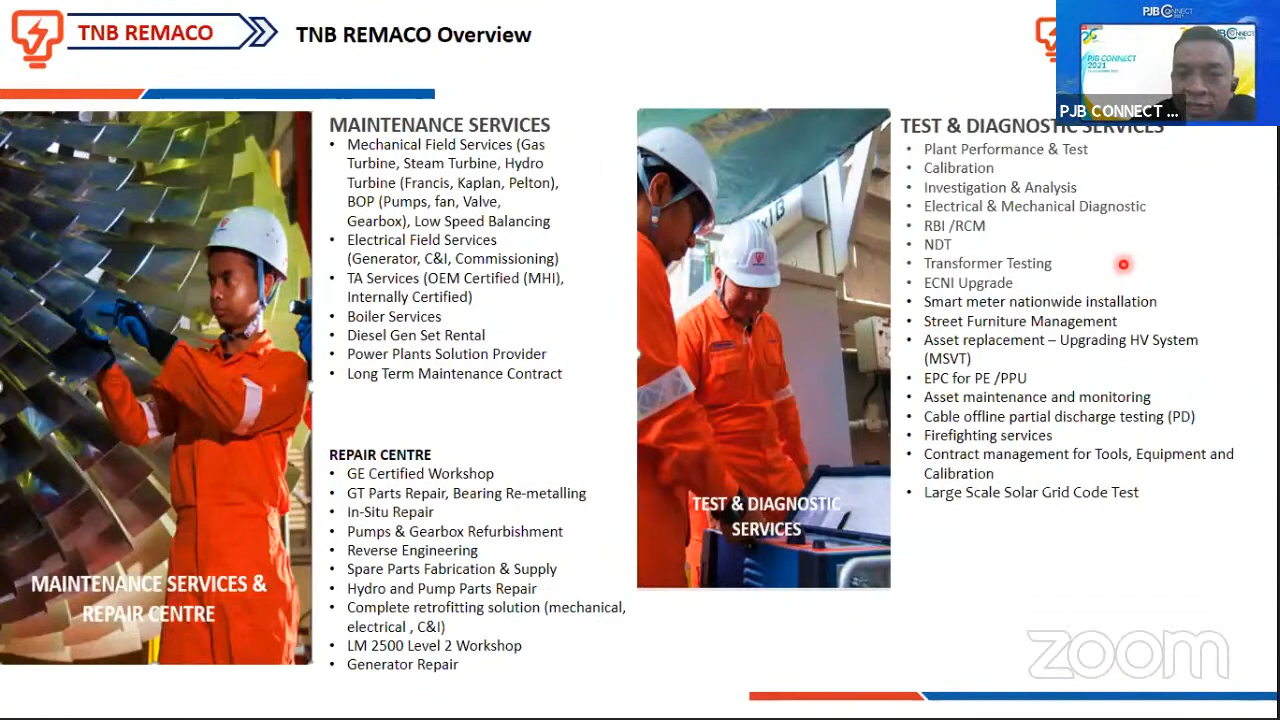 TNB REMACO
TNB REMACO Overview
PJB CONNECT
PJB CONNECT
2021
PJB CONNECT ...
MAINTENANCE SERVICES
• Mechanical Field Services (Gas
Turbine, Steam Turbine, Hydro
Turbine (Francis, Kaplan, Pelton),
BOP (Pumps, fan, Valve,
Gearbox), Low Speed Balancing
• Electrical Field Services
(Generator, C&I, Commissioning)
• TA Services (OEM Certified (MHI),
Internally Certified)
• Boiler Services
• Diesel Gen Set Rental
• Power Plants Solution Provider
• Long Term Maintenance Contract
REPAIR CENTRE
• GE Certified Workshop
• GT Parts Repair, Bearing Re-metalling
• In-Situ Repair
• Pumps & Gearbox Refurbishment
• Reverse Engineering
• Spare Parts Fabrication & Supply
• Hydro and Pump Parts Repair
• Complete retrofitting solution (mechanical,
electrical , C&I)
• LM 2500 Level 2 Workshop
• Generator Repair
MAINTENANCE SERVICES &
REPAIR CENTRE
TEST & DIAGNOSTIC
SERVICES
TEST & DIAGNOSTIC SERVICES
• Plant Performance & Test
• Calibration
• Investigation & Analysis
• Electrical & Mechanical Diagnostic
• RBI /RCM
• NDT
• Transformer Testing
• ECNI Upgrade
• Smart meter nationwide installation
• Street Furniture Management
• Asset replacement – Upgrading HV System
(MSVT)
• EPC for PE /PPU
• Asset maintenance and monitoring
• Cable offline partial discharge testing (PD)
• Firefighting services
• Contract management for Tools, Equipment and
Calibration
• Large Scale Solar Grid Code Test
zoom